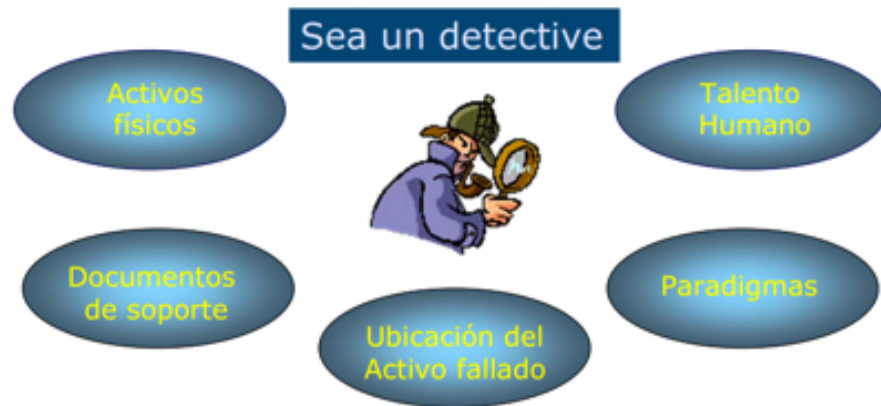 Sea un detective
Activos
físicos
Talento
Humano
Documentos
de soporte
Paradigmas
Ubicación del
Activo fallado